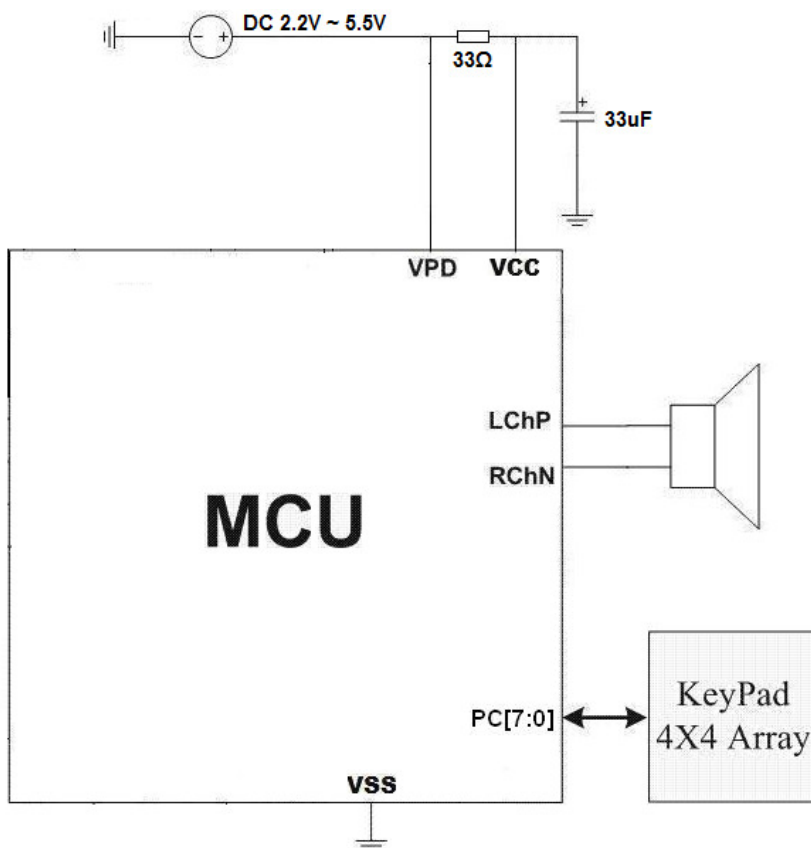 DC 2.2V ~ 5.5V
33Ω
33uF
VPD
VCC
LChP
RChN
MCU
KeyPad
4X4 Array
PC[7:0]
VSS